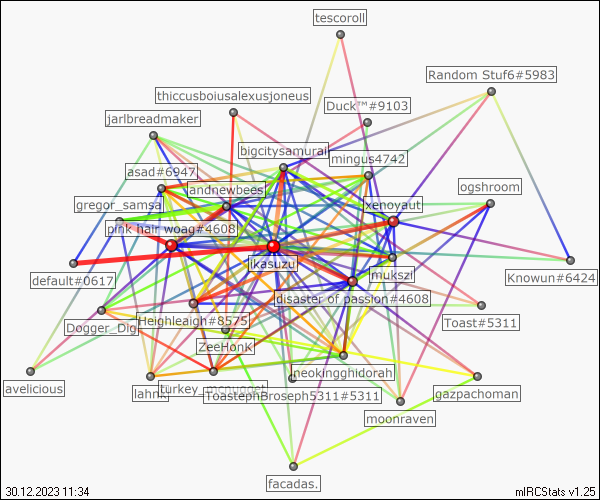 tescoroll
Random Stuf6#5983
thiccusboiusalexusjoneus
Duck™#9103
jarlbreadmaker
bigcitysamurai
mingus4742
asad#6947
andnewbees
ogshroom
gregor_samsa
xenoyaut
pink hair woag#4608
ikasuzu
mukszi
default#0617
Knowun#6424
disaster of passion#4608
Dogger_Dig
Heighleaigh#8575
Toast#5311
ZeeHonK
neokingghidorah
avelicious
lahnk
turkey_mcnugget
ToastephBroseph5311#5311
gazpachoman
moonraven
facadas.
30.12.2023 11:34
mIRCStats v1.25